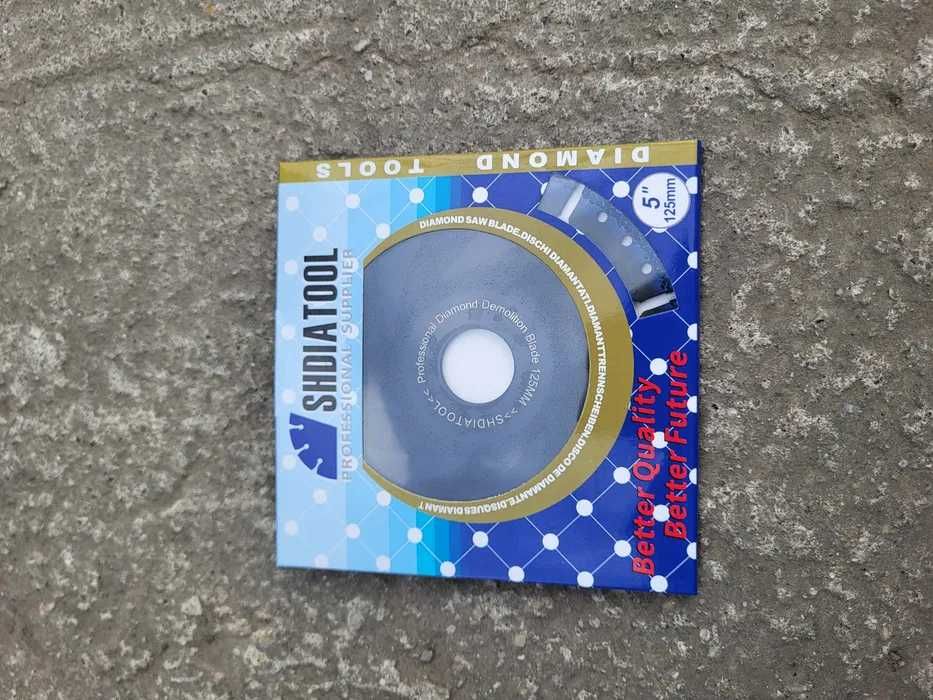 SHDIATOOL
PROFESSIONAL SUPPLIER
DIAMOND TOOLS
DIAMOND SAW BLADE.DISCHI DIAMANTATI.DIAMANTTRENNSCHEIBEN.DISCO DE DIAMANTE.DISQUES DIAMANT
Professional Diamond Demolition Blade 125MM >>SHDIATOOL<<
5"
125mm
Better Quality
Better Future